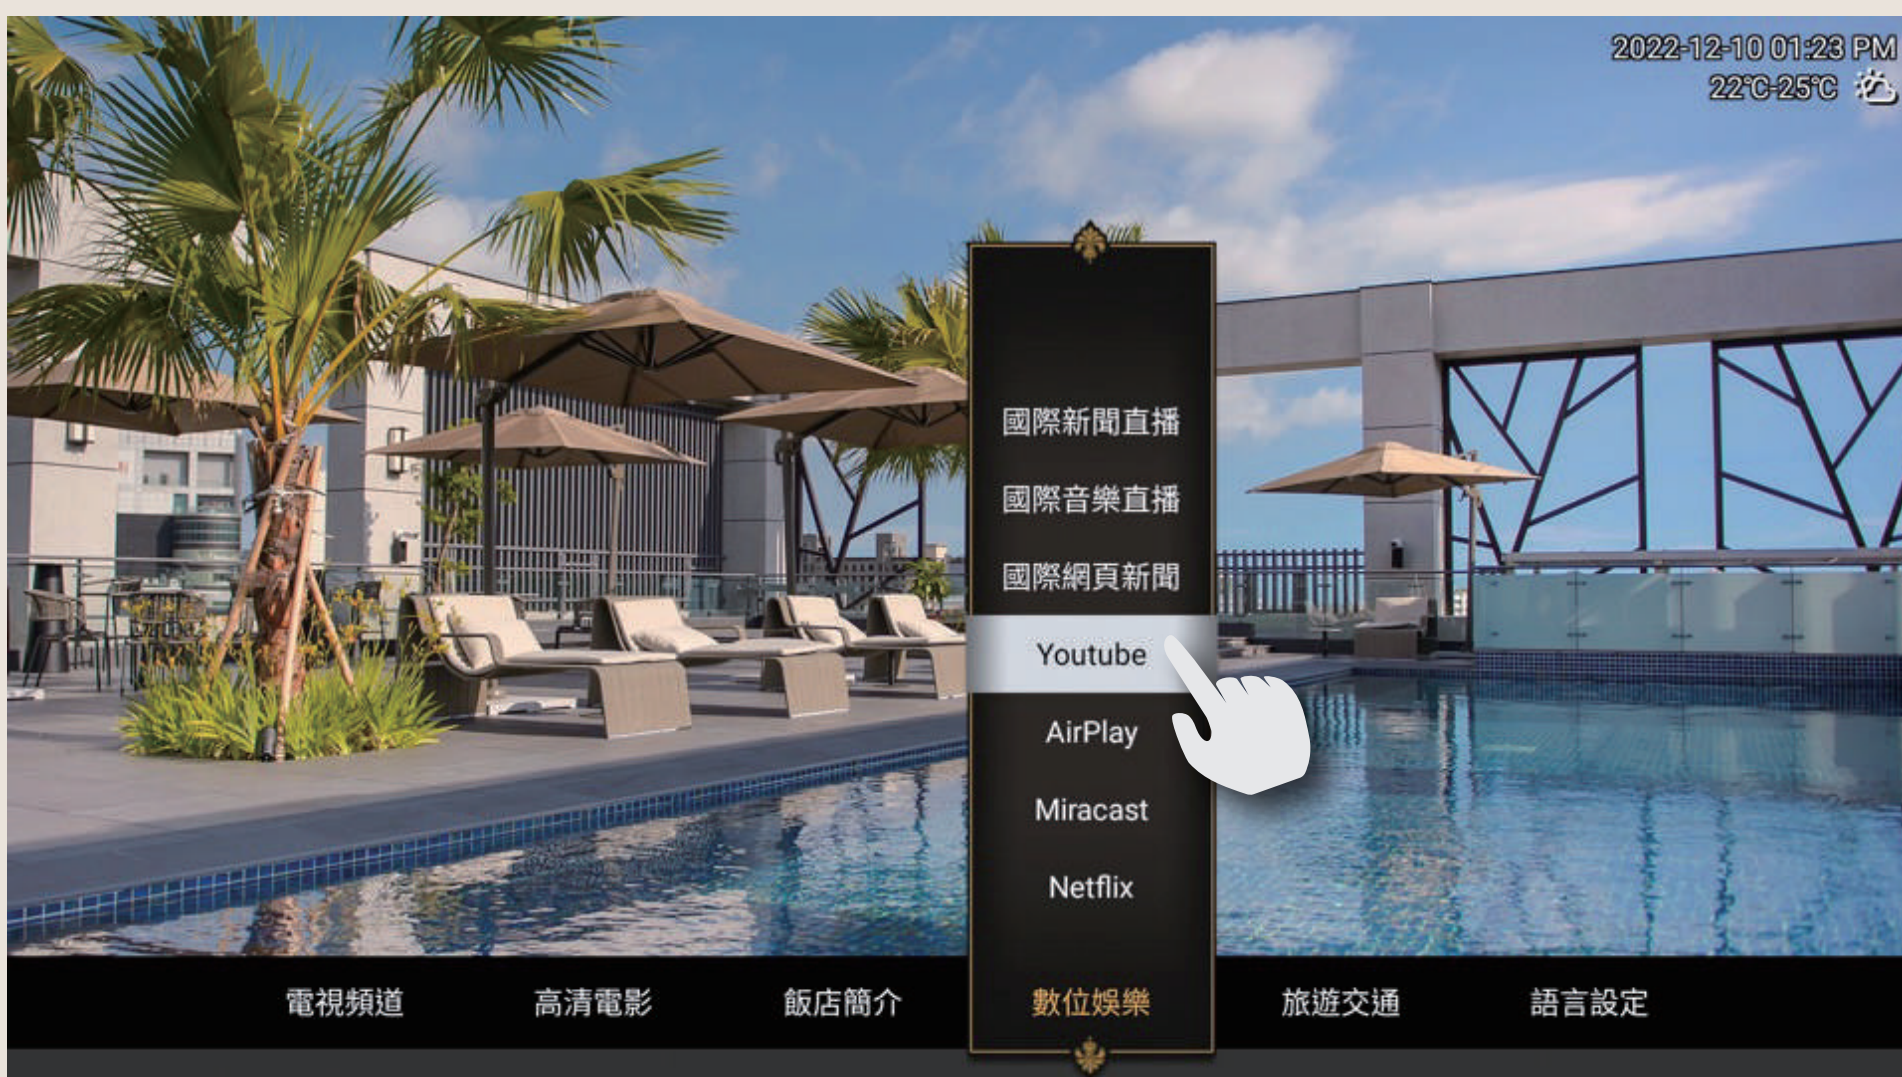 2022-12-10 01:23 PM
22°C-25°C
國際新聞直播
國際音樂直播
國際網頁新聞
Youtube
AirPlay
Miracast
Netflix
電視頻道 高清電影 飯店簡介 數位娛樂 旅遊交通 語言設定